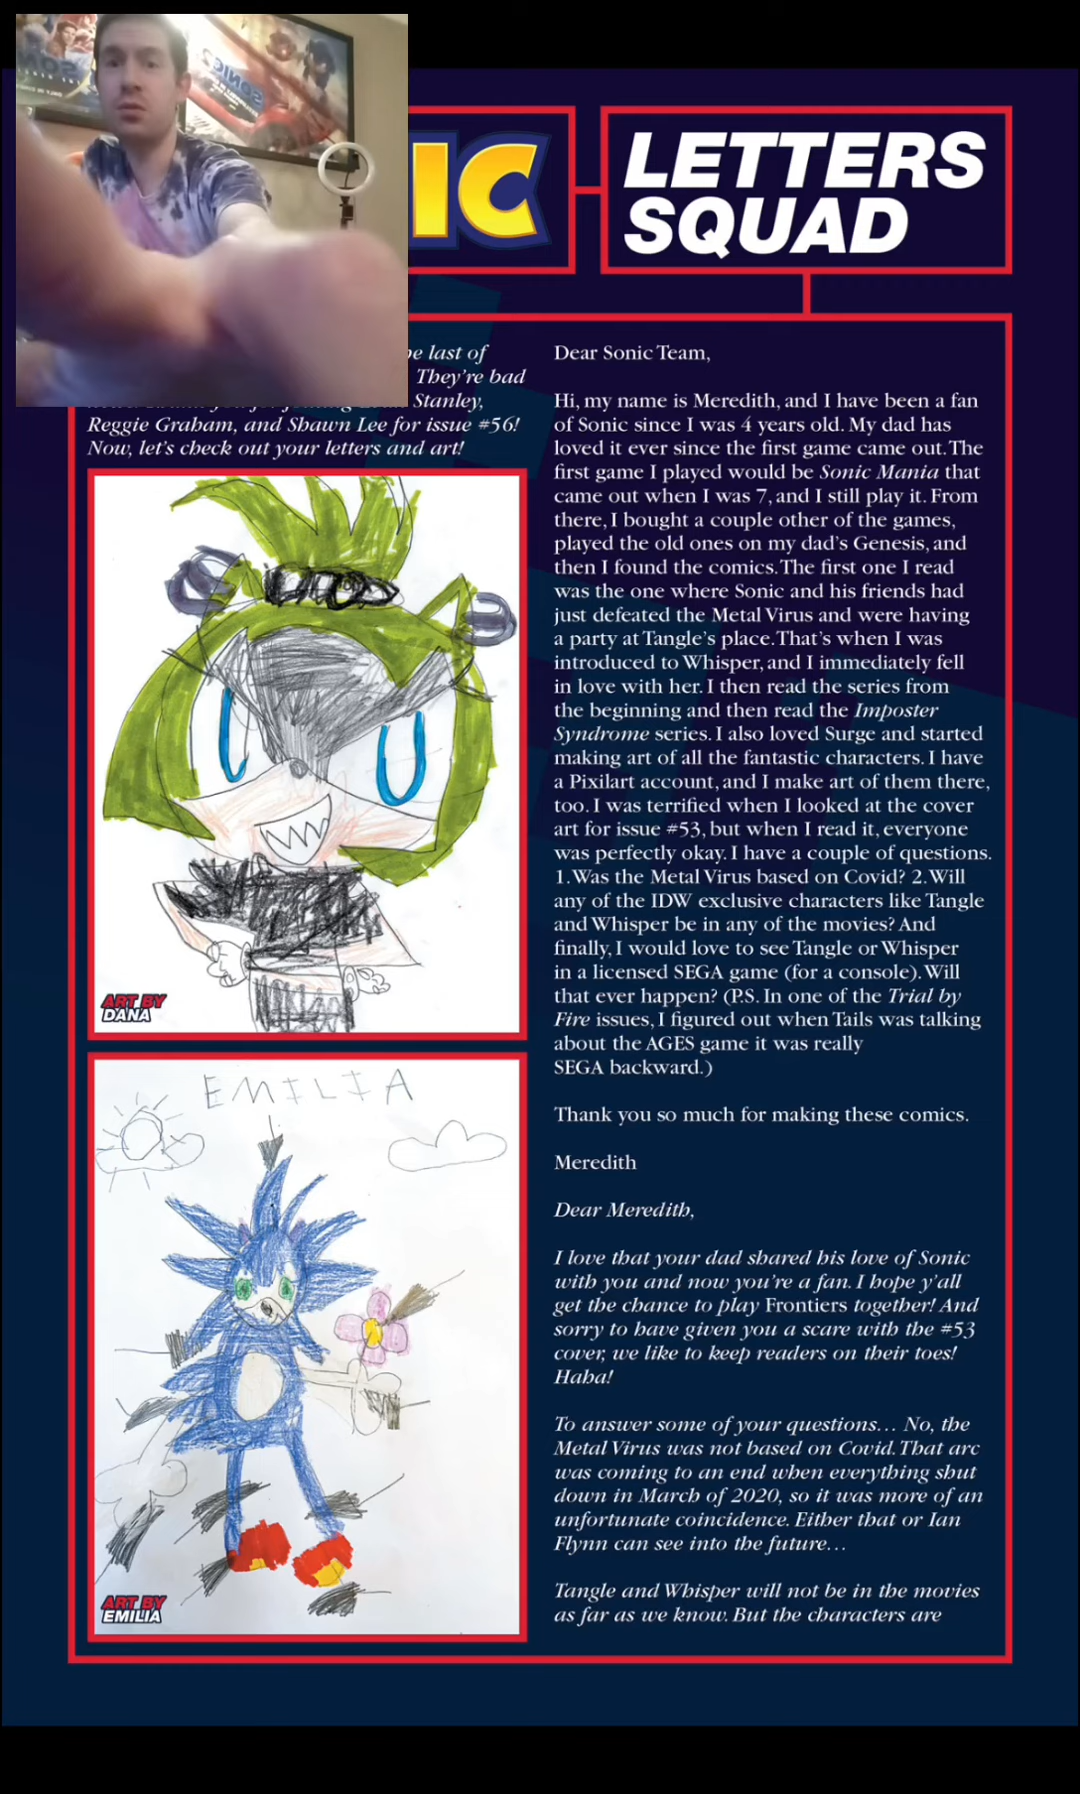 IC
LETTERS
SQUAD
be last of
They're bad
Stanley,
Reggie Graham, and Shawn Lee for issue #56!
Now, let's check out your letters and art!
ART BY
DANA
EMILIA
ART BY
EMILIA
Dear Sonic Team,
Hi, my name is Meredith, and I have been a fan
of Sonic since I was 4 years old. My dad has
loved it ever since the first game came out. The
first game I played would be Sonic Mania that
came out when I was 7, and I still play it. From
there, I bought a couple other of the games,
played the old ones on my dad's Genesis, and
then I found the comics. The first one I read
was the one where Sonic and his friends had
just defeated the Metal Virus and were having
a party at Tangle's place. That's when I was
introduced to Whisper, and I immediately fell
in love with her. I then read the series from
the beginning and then read the Imposter
Syndrome series. I also loved Surge and started
making art of all the fantastic characters. I have
a Pixilart account, and I make art of them there,
too. I was terrified when I looked at the cover
art for issue #53, but when I read it, everyone
was perfectly okay. I have a couple of questions.
1. Was the Metal Virus based on Covid? 2. Will
any of the IDW exclusive characters like Tangle
and Whisper be in any of the movies? And
finally, I would love to see Tangle or Whisper
in a licensed SEGA game (for a console). Will
that ever happen? (P.S. In one of the Trial by
Fire issues, I figured out when Tails was talking
about the AGES game it was really
SEGA backward.)
Thank you so much for making these comics.
Meredith
Dear Meredith,
I love that your dad shared his love of Sonic
with you and now you're a fan. I hope y'all
get the chance to play Frontiers together! And
sorry to have given you a scare with the #53
cover, we like to keep readers on their toes!
Haha!
To answer some of your questions... No, the
Metal Virus was not based on Covid. That arc
was coming to an end when everything shut
down in March of 2020, so it was more of an
unfortunate coincidence. Either that or Ian
Flynn can see into the future...
Tangle and Whisper will not be in the movies
as far as we know. But the characters are